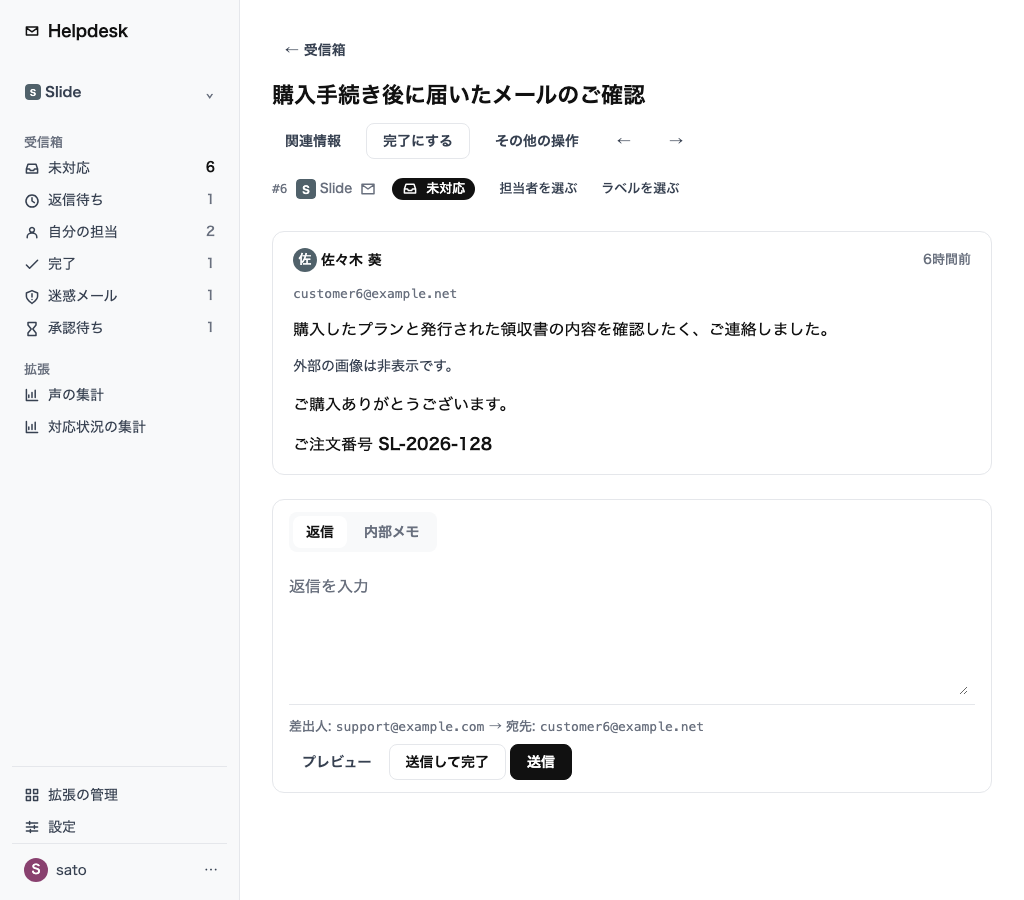 Helpdesk
S Slide
受信箱
未対応 6
返信待ち 1
自分の担当 2
完了 1
迷惑メール 1
承認待ち 1
拡張
声の集計
対応状況の集計
拡張の管理
設定
S sato ...
← 受信箱
購入手続き後に届いたメールのご確認
関連情報 完了にする その他の操作 ← →
#6 S Slide 未対応 担当者を選ぶ ラベルを選ぶ
佐 佐々木 葵 6時間前
customer6@example.net
購入したプランと発行された領収書の内容を確認したく、ご連絡しました。
外部の画像は非表示です。
ご購入ありがとうございます。
ご注文番号 SL-2026-128
返信 内部メモ
返信を入力
差出人: support@example.com → 宛先: customer6@example.net
プレビュー 送信して完了 送信